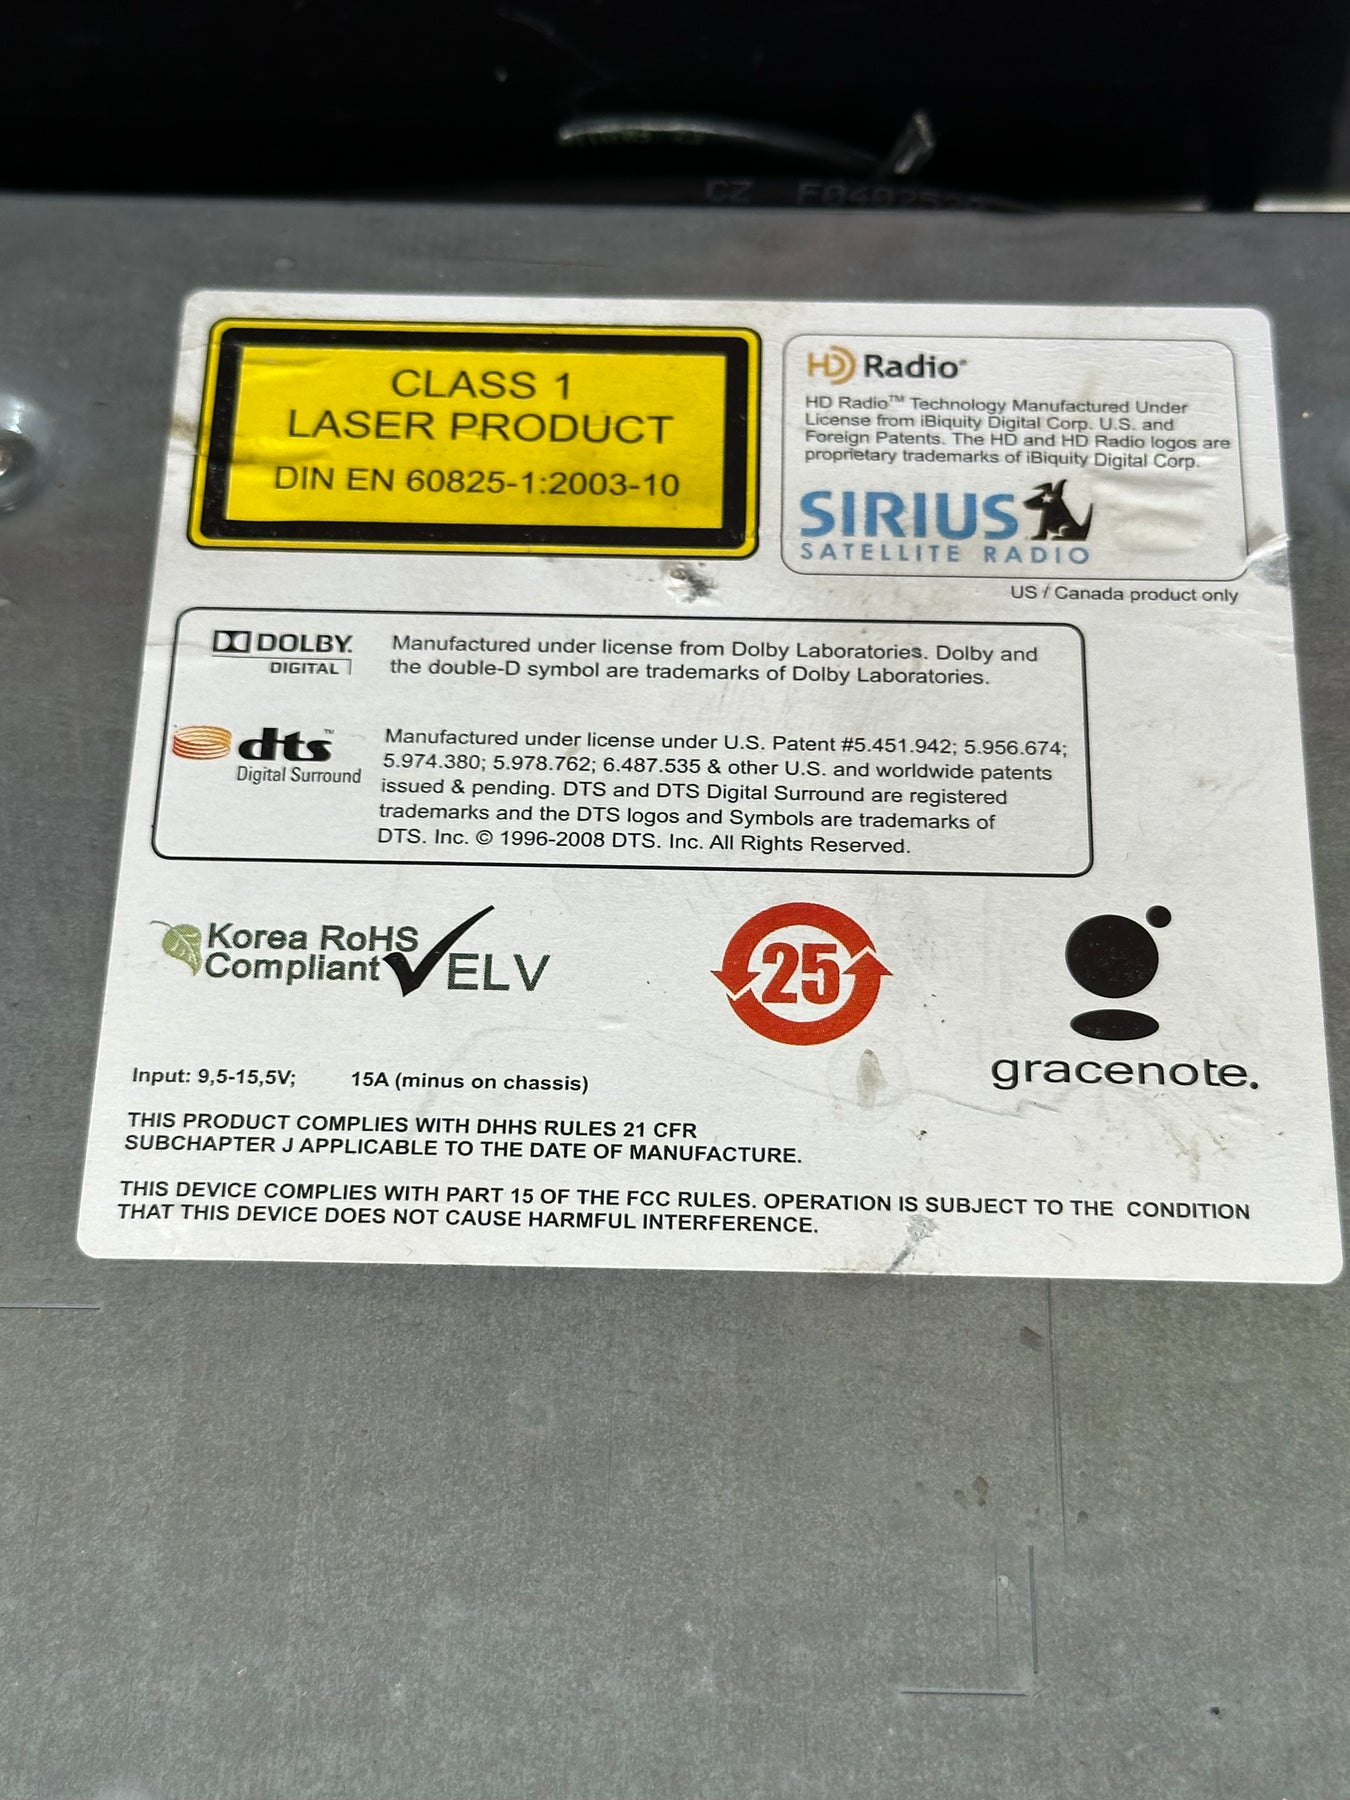 CZ
CLASS 1
LASER PRODUCT
DIN EN 60825-1:2003-10
HD Radio®
HD Radio™ Technology Manufactured Under
License from iBiquity Digital Corp. U.S. and
Foreign Patents. The HD and HD Radio logos are
proprietary trademarks of iBiquity Digital Corp.
SIRIUS
SATELLITE RADIO
US / Canada product only
DOLBY.
DIGITAL
Manufactured under license from Dolby Laboratories. Dolby and
the double-D symbol are trademarks of Dolby Laboratories.
dts™
Digital Surround
Manufactured under license under U.S. Patent #5.451.942; 5.956.674;
5.974.380; 5.978.762; 6.487.535 & other U.S. and worldwide patents
issued & pending. DTS and DTS Digital Surround are registered
trademarks and the DTS logos and Symbols are trademarks of
DTS. Inc. © 1996-2008 DTS. Inc. All Rights Reserved.
Korea RoHS
Compliant
ELV
25
gracenote.
Input: 9,5-15,5V; 15A (minus on chassis)
THIS PRODUCT COMPLIES WITH DHHS RULES 21 CFR
SUBCHAPTER J APPLICABLE TO THE DATE OF MANUFACTURE.
THIS DEVICE COMPLIES WITH PART 15 OF THE FCC RULES. OPERATION IS SUBJECT TO THE CONDITION
THAT THIS DEVICE DOES NOT CAUSE HARMFUL INTERFERENCE.